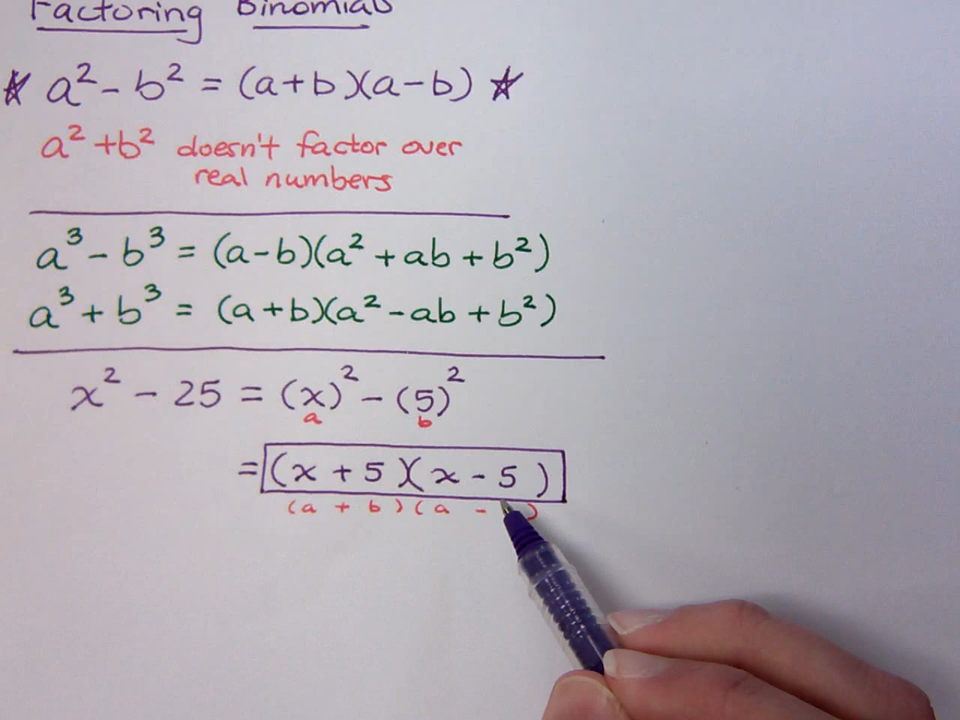 Factoring Binomials
★ a² - b² = (a+b)(a-b) ★
a² + b² doesn't factor over
real numbers
a³ - b³ = (a-b)(a² + ab + b²)
a³ + b³ = (a+b)(a² - ab + b²)
x² - 25 = (x)² - (5)²
a b
= (x + 5)(x - 5)
(a + b)(a - )